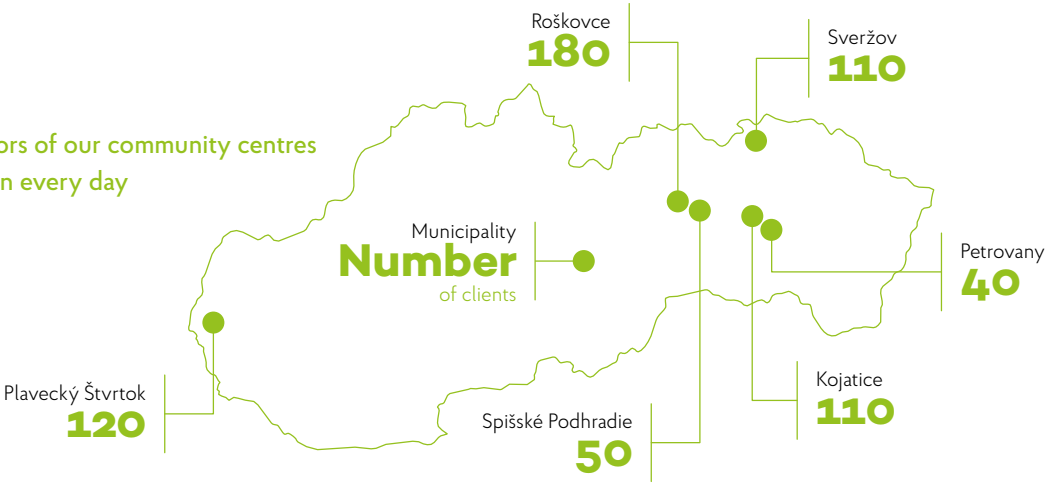 Roškovce
180
Sveržov
110
of our community centres
every day
Municipality
Number
of clients
Petrovany
40
Plavecký Štvrtok
120
Kojatice
110
Spišské Podhradie
50